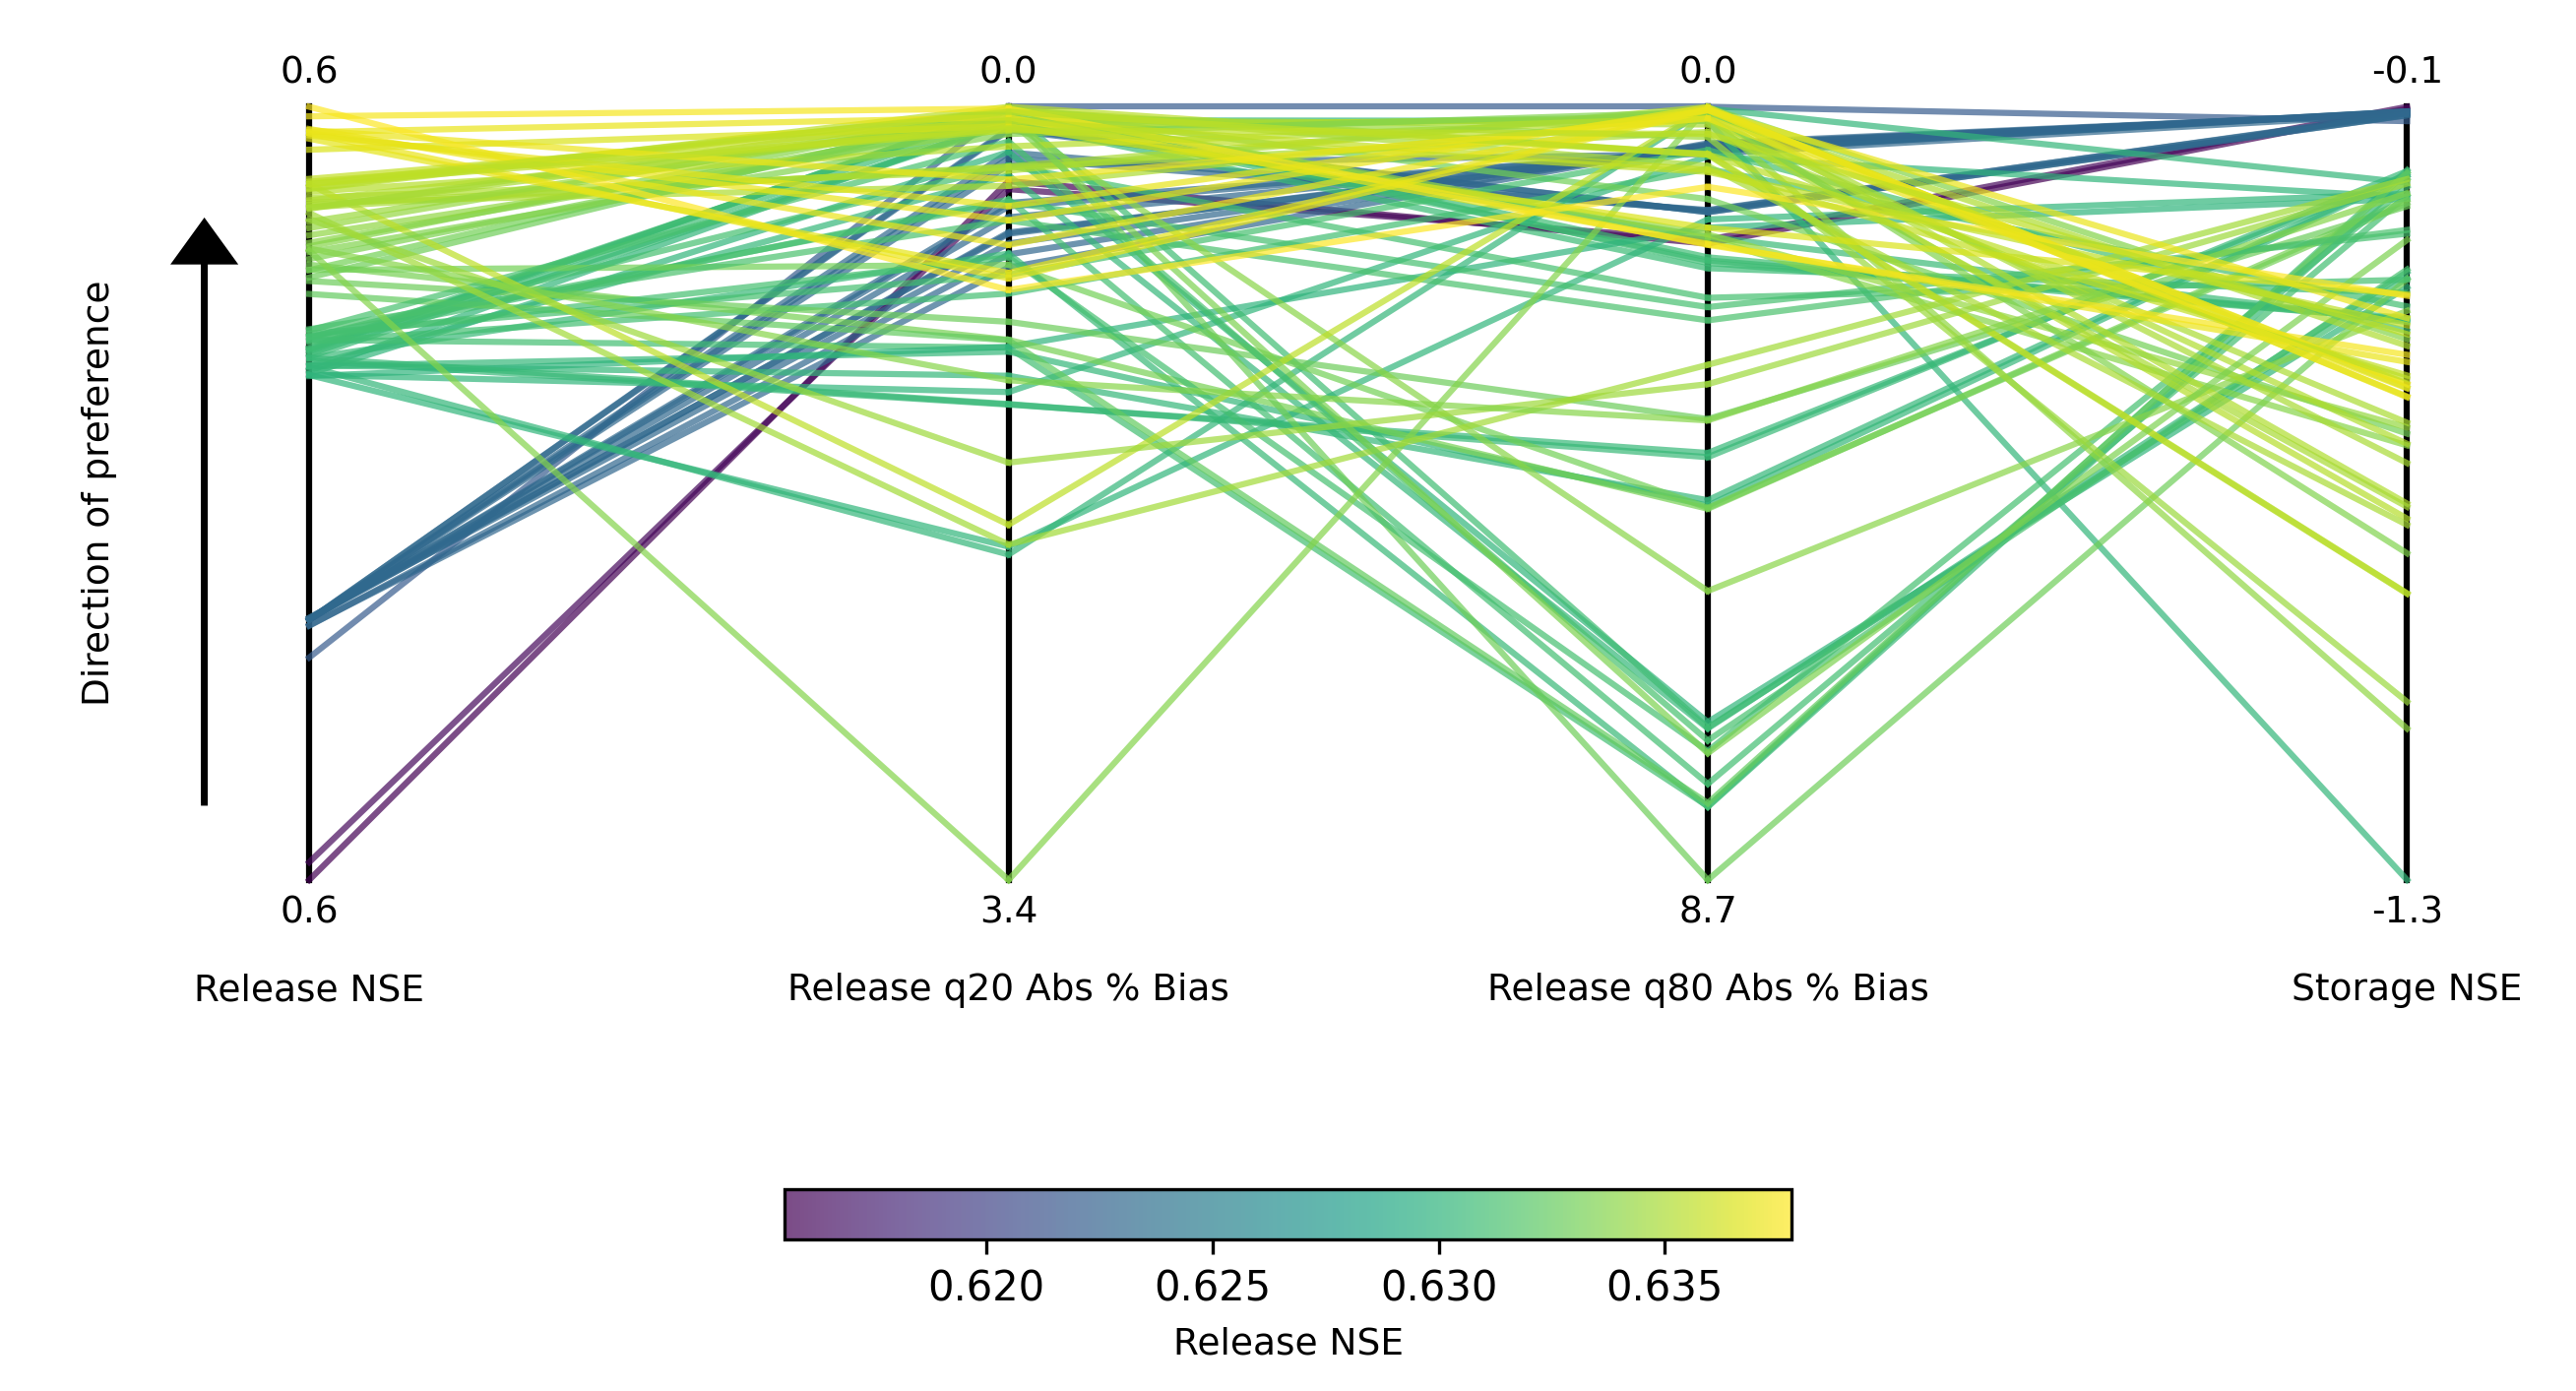 0.6
0.0
0.0
-0.1
Direction of preference
0.6
3.4
8.7
-1.3
Release NSE
Release q20 Abs % Bias
Release q80 Abs % Bias
Storage NSE
0.620
0.625
0.630
0.635
Release NSE